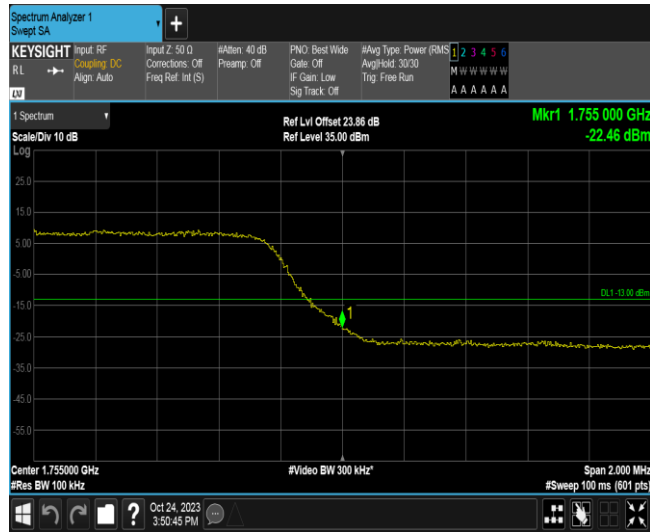 Spectrum Analyzer 1
Swept SA
KEYSIGHT
RL
LXI
Input: RF
Coupling: DC
Align: Auto
Input Z: 50 Ω
Corrections: Off
Freq Ref: Int (S)
#Atten: 40 dB
Preamp: Off
PNO: Best Wide
Gate: Off
IF Gain: Low
Sig Track: Off
#Avg Type: Power (RMS
Avg|Hold: 30/30
Trig: Free Run
1 2 3 4 5 6
M W W W W W
A A A A A A
1 Spectrum
Scale/Div 10 dB
Log
Ref Lvl Offset 23.86 dB
Ref Level 35.00 dBm
Mkr1 1.755 000 GHz
-22.46 dBm
25.0
15.0
5.00
-5.00
-15.0
-25.0
-35.0
-45.0
-55.0
DL1 -13.00 dBm
1
Center 1.755000 GHz
#Res BW 100 kHz
#Video BW 300 kHz*
Span 2.000 MHz
#Sweep 100 ms (601 pts)
?
Oct 24, 2023
3:50:45 PM